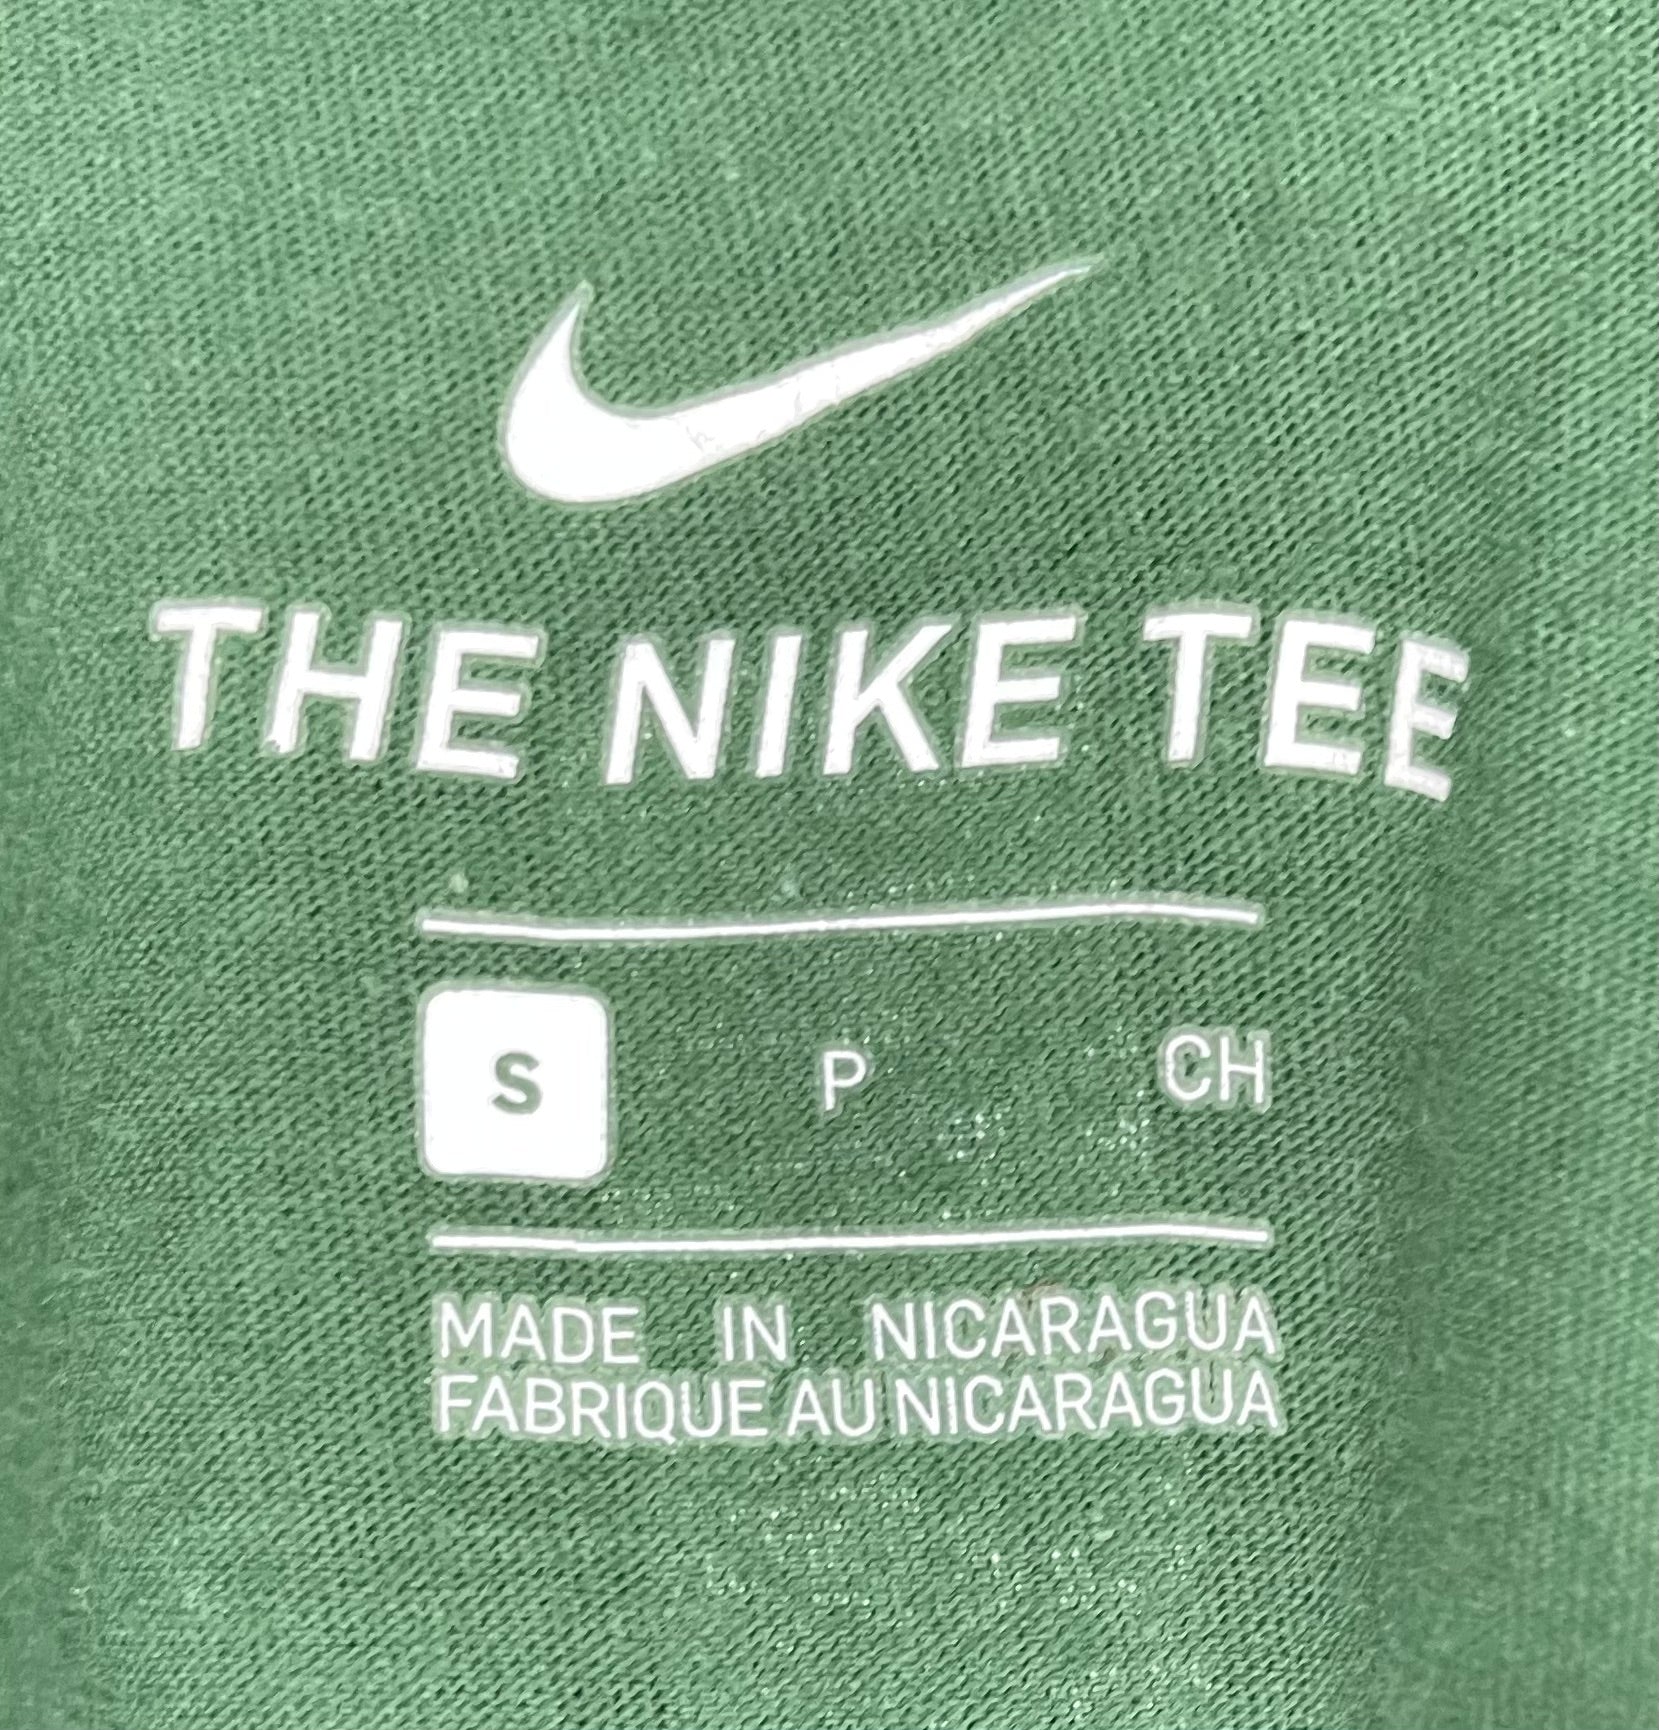 THE NIKE TEE
S P CH
MADE IN NICARAGUA
FABRIQUE AU NICARAGUA